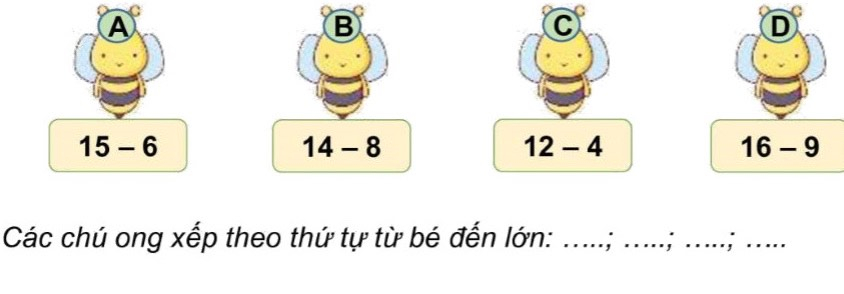 A B C D
15 – 6 14 – 8 12 – 4 16 – 9
Các chú ong xếp theo thứ tự từ bé đến lớn: .....; .....; .....; .....